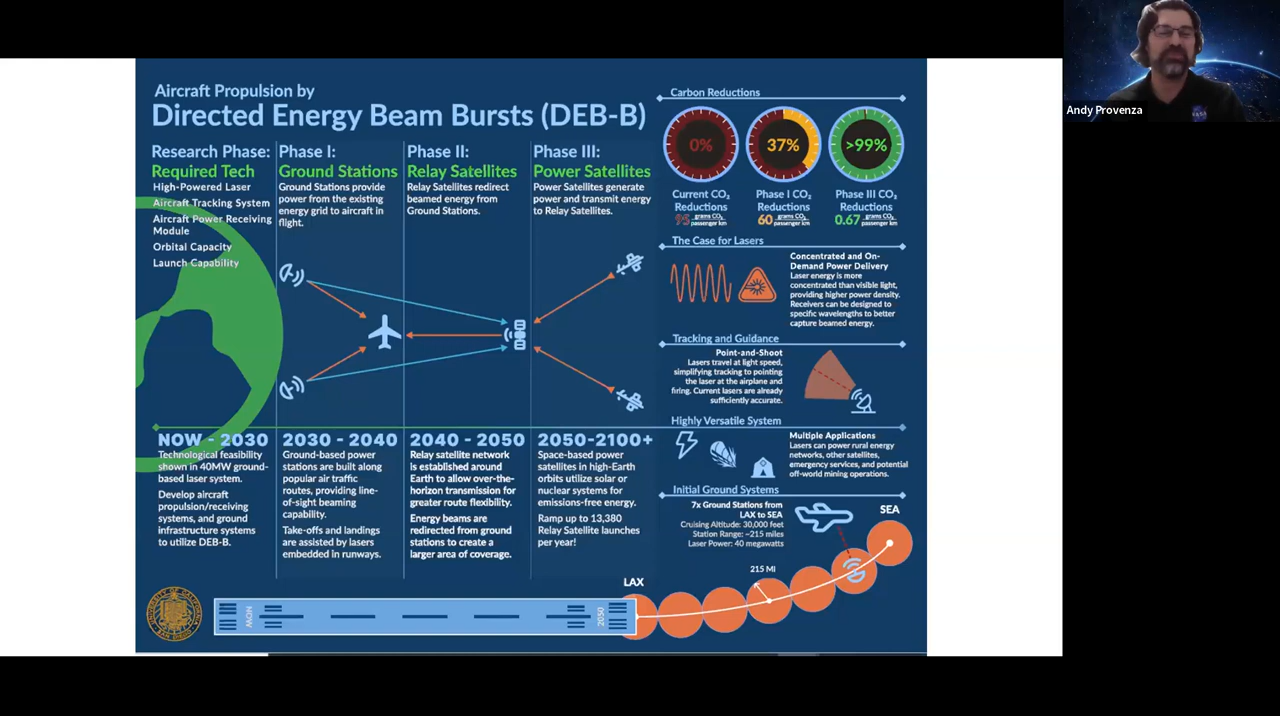 Aircraft Propulsion by
Directed Energy Beam Bursts (DEB-B)
Research Phase:
Required Tech
High-Powered Laser
Aircraft Tracking System
Aircraft Power Receiving
Module
Orbital Capacity
Launch Capability
Phase I:
Ground Stations
Ground Stations provide
power from the existing
energy grid to aircraft in
flight.
Phase II:
Relay Satellites
Relay Satellites redirect
beamed energy from
Ground Stations.
Phase III:
Power Satellites
Power Satellites generate
power and transmit energy
to Relay Satellites.
NOW - 2030
Technological feasibility
shown in 40MW ground-
based laser system.
Develop aircraft
propulsion/receiving
systems, and ground
infrastructure systems
to utilize DEB-B.
2030 - 2040
Ground-based power
stations are built along
popular air traffic
routes, providing line-
of-sight beaming
capability.
Take-offs and landings
are assisted by lasers
embedded in runways.
2040 - 2050
Relay satellite network
is established around
Earth to allow over-the-
horizon transmission for
greater route flexibility.
Energy beams are
redirected from ground
stations to create a
larger area of coverage.
2050-2100+
Space-based power
satellites in high-Earth
orbits utilize solar or
nuclear systems for
emissions-free energy.
Ramp up to 13,380
Relay Satellite launches
per year!
Carbon Reductions
0%
37%
>99%
Current CO₂
Reductions
95 grams CO₂
passenger km
Phase I CO₂
Reductions
60 grams CO₂
passenger km
Phase III CO₂
Reductions
0.67 grams CO₂
passenger km
The Case for Lasers
Concentrated and On-
Demand Power Delivery
Laser energy is more
concentrated than visible light,
providing higher power density.
Receivers can be designed to
specific wavelengths to better
capture beamed energy.
Tracking and Guidance
Point-and-Shoot
Lasers travel at light speed,
simplifying tracking to pointing
the laser at the airplane and
firing. Current lasers are already
sufficiently accurate.
Highly Versatile System
Multiple Applications
Lasers can power rural energy
networks, other satellites,
emergency services, and potential
off-world mining operations.
Initial Ground Systems
7x Ground Stations from
LAX to SEA
Cruising Altitude: 30,000 feet
Station Range: ~215 miles
Laser Power: 40 megawatts
SEA
215 MI
LAX
NOW
2050
Andy Provenza